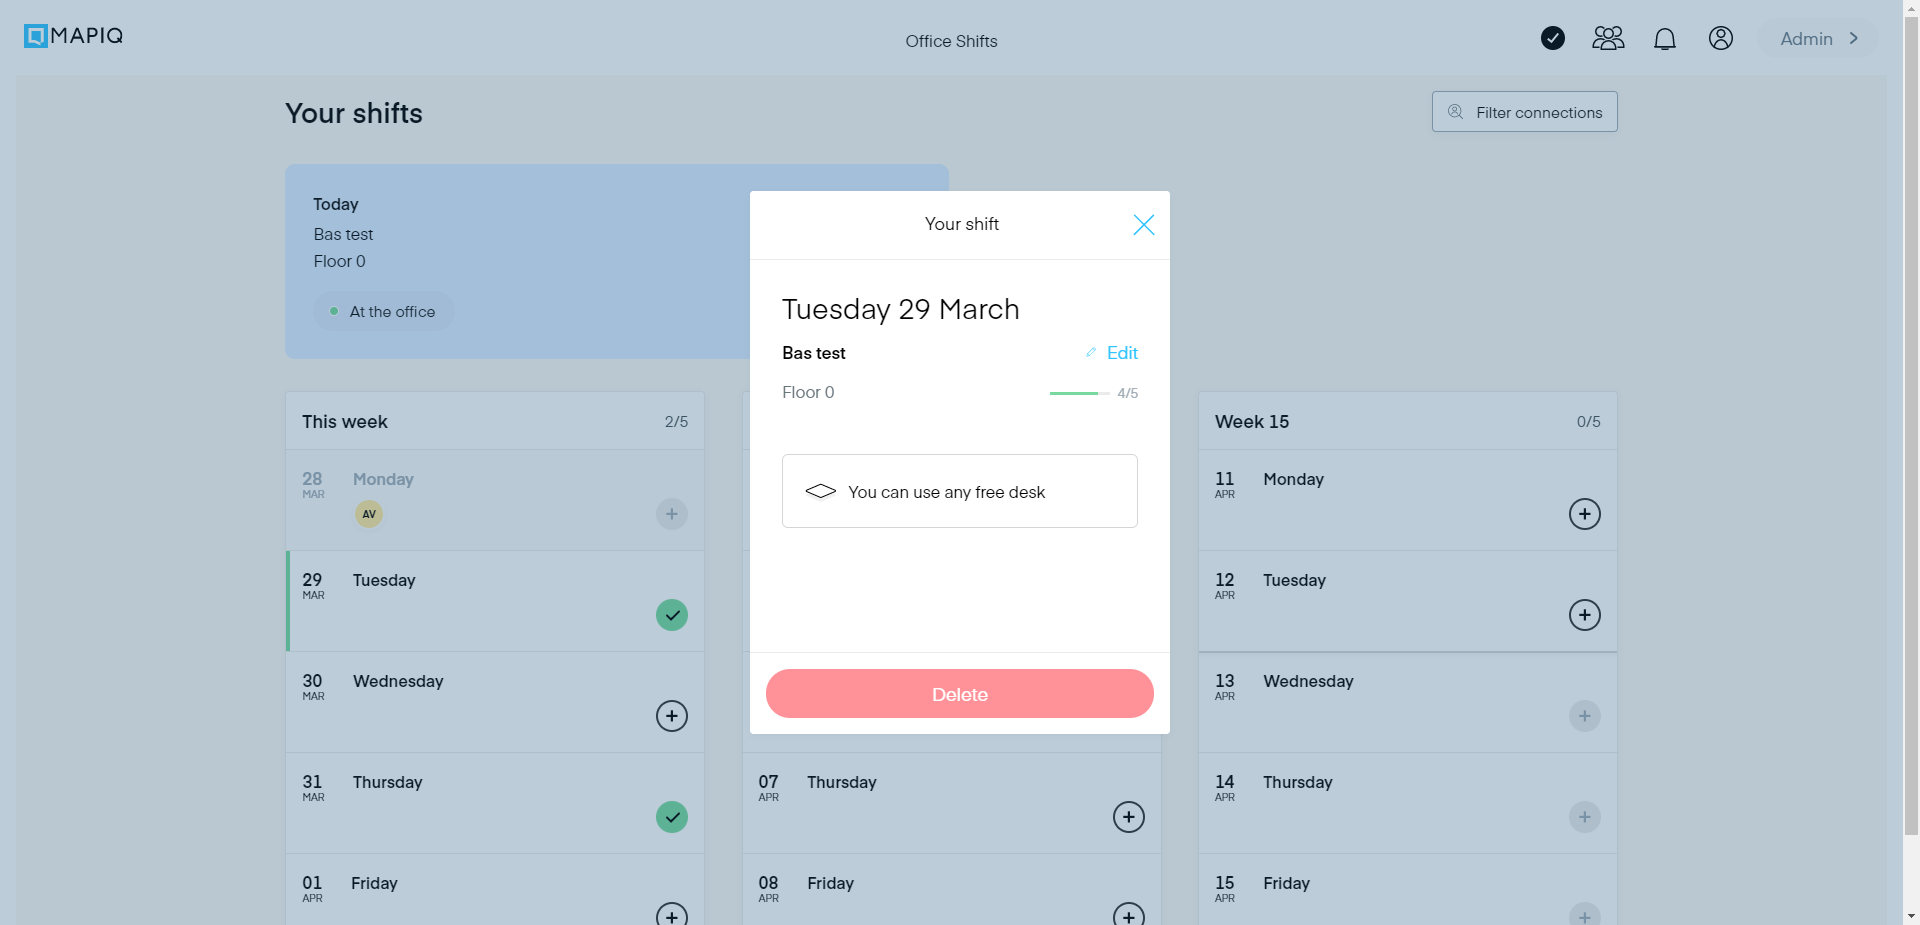 MAPIQ
Office Shifts
Admin
Your shifts
Filter connections
Today
Bas test
Floor 0
At the office
Your shift
Tuesday 29 March
Bas test
Edit
Floor 0
4/5
You can use any free desk
Delete
This week
2/5
28 Monday
MAR
AV
29 Tuesday
MAR
30 Wednesday
MAR
31 Thursday
MAR
01 Friday
APR
07 Thursday
APR
08 Friday
APR
Week 15
0/5
11 Monday
APR
12 Tuesday
APR
13 Wednesday
APR
14 Thursday
APR
15 Friday
APR